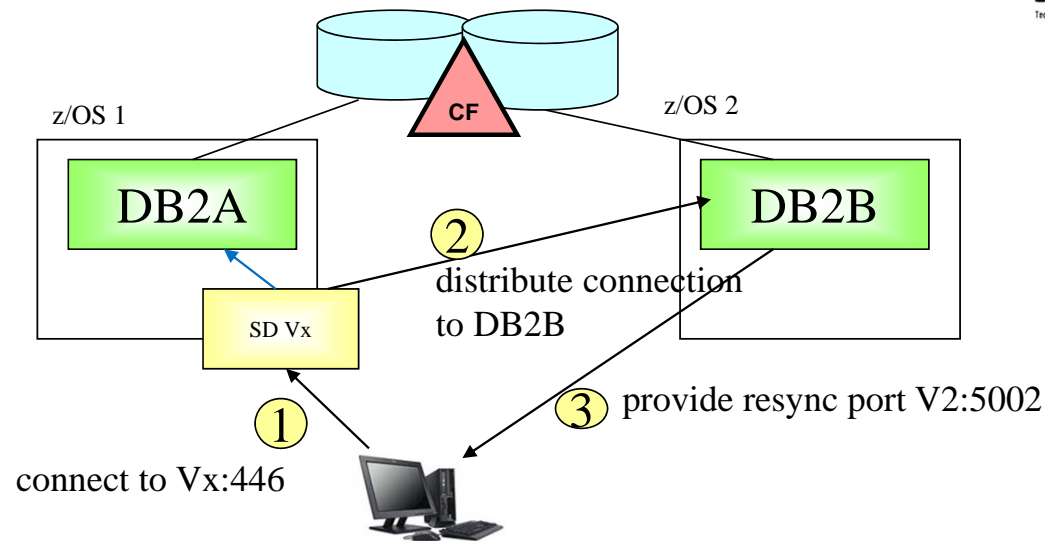 Tec
CF
z/OS 1
z/OS 2
DB2A
DB2B
2
distribute connection
to DB2B
SD Vx
3 provide resync port V2:5002
1
connect to Vx:446